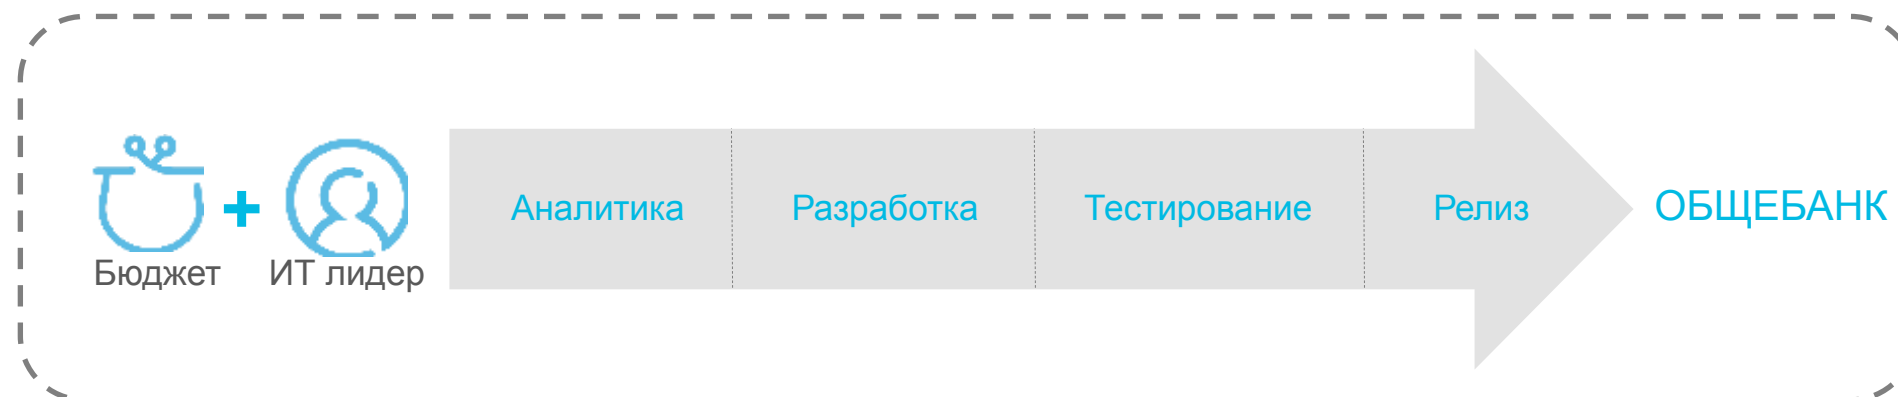 Бюджет
ИТ лидер
Аналитика
Разработка
Тестирование
Релиз
ОБЩЕБАНК